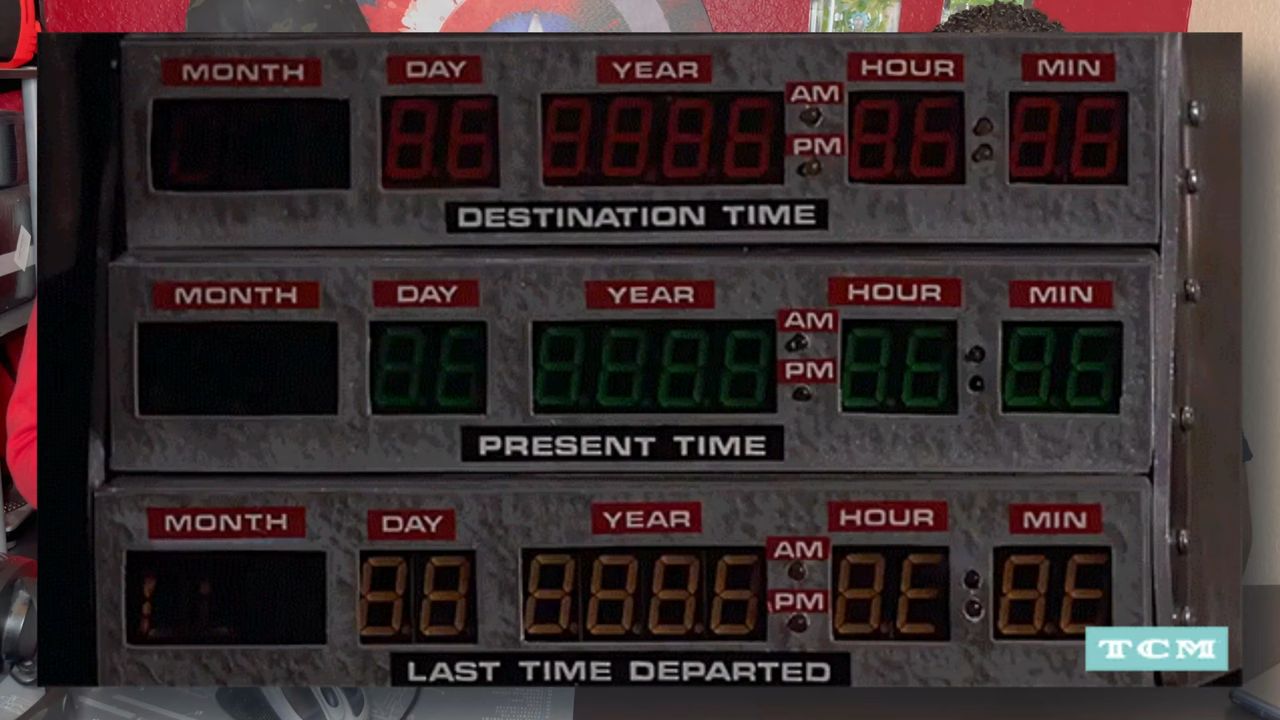 MONTH DAY YEAR AM PM HOUR MIN
DESTINATION TIME
MONTH DAY YEAR AM PM HOUR MIN
PRESENT TIME
MONTH DAY YEAR AM PM HOUR MIN
LAST TIME DEPARTED
TCM